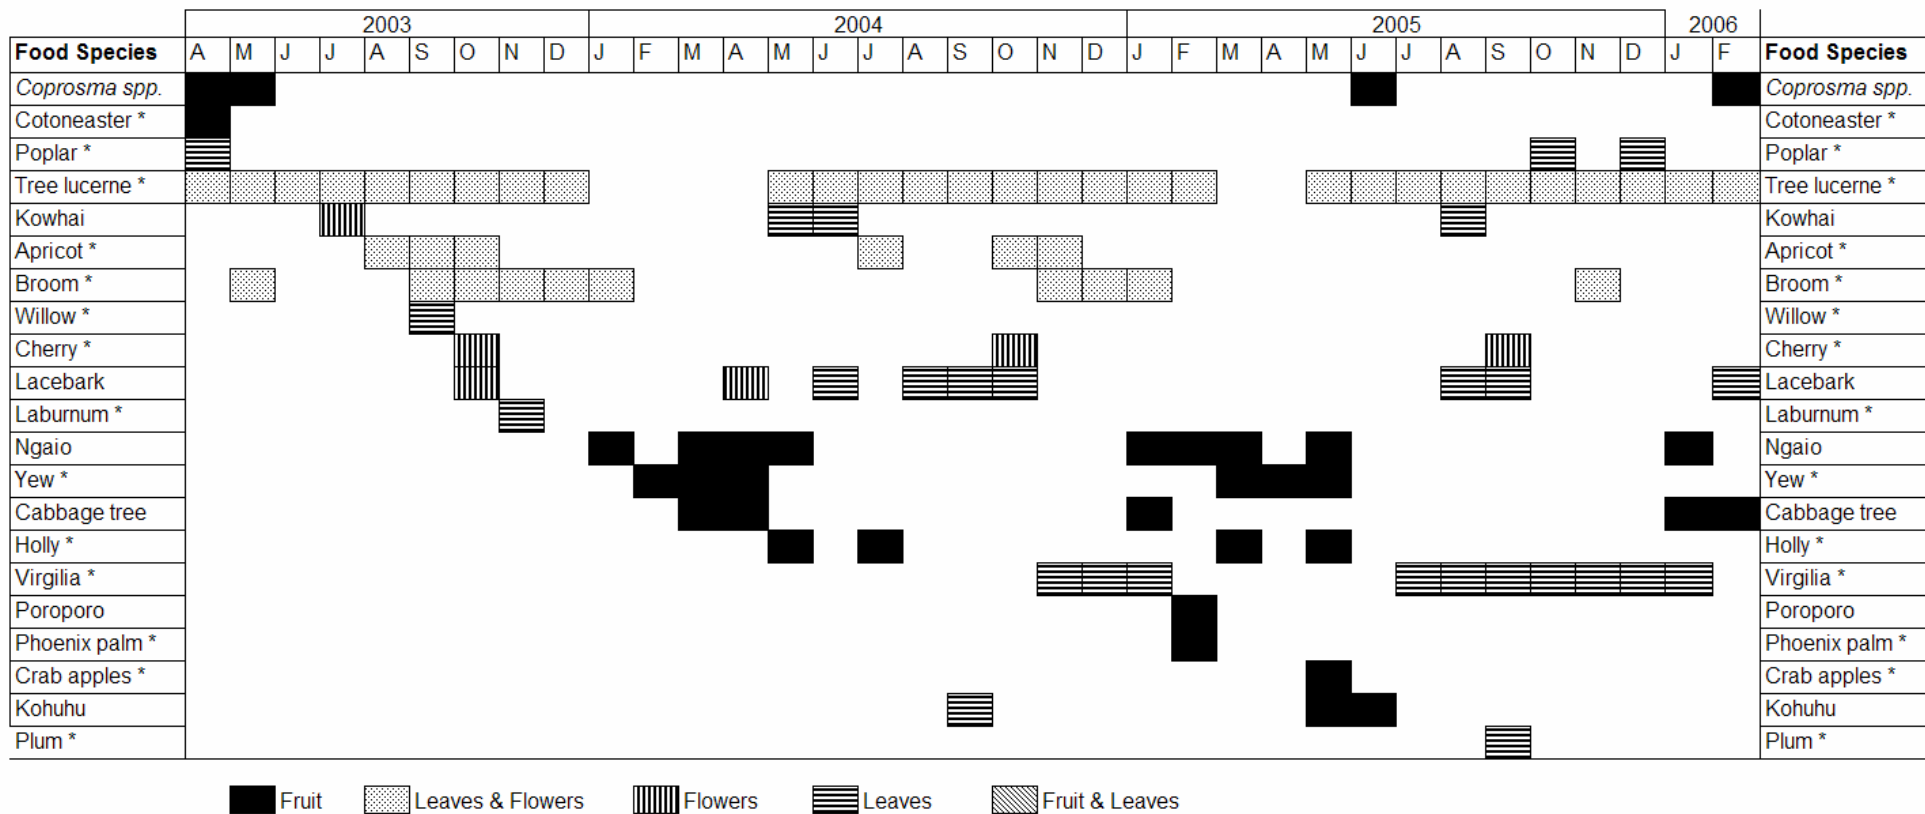 2003 2004 2005 2006
Food Species A M J J A S O N D J F M A M J J A S O N D J F M A M J J A S O N D J F Food Species
Coprosma spp. Coprosma spp.
Cotoneaster * Cotoneaster *
Poplar * Poplar *
Tree lucerne * Tree lucerne *
Kowhai Kowhai
Apricot * Apricot *
Broom * Broom *
Willow * Willow *
Cherry * Cherry *
Lacebark Lacebark
Laburnum * Laburnum *
Ngaio Ngaio
Yew * Yew *
Cabbage tree Cabbage tree
Holly * Holly *
Virgilia * Virgilia *
Poroporo Poroporo
Phoenix palm * Phoenix palm *
Crab apples * Crab apples *
Kohuhu Kohuhu
Plum * Plum *
Fruit Leaves & Flowers Flowers Leaves Fruit & Leaves